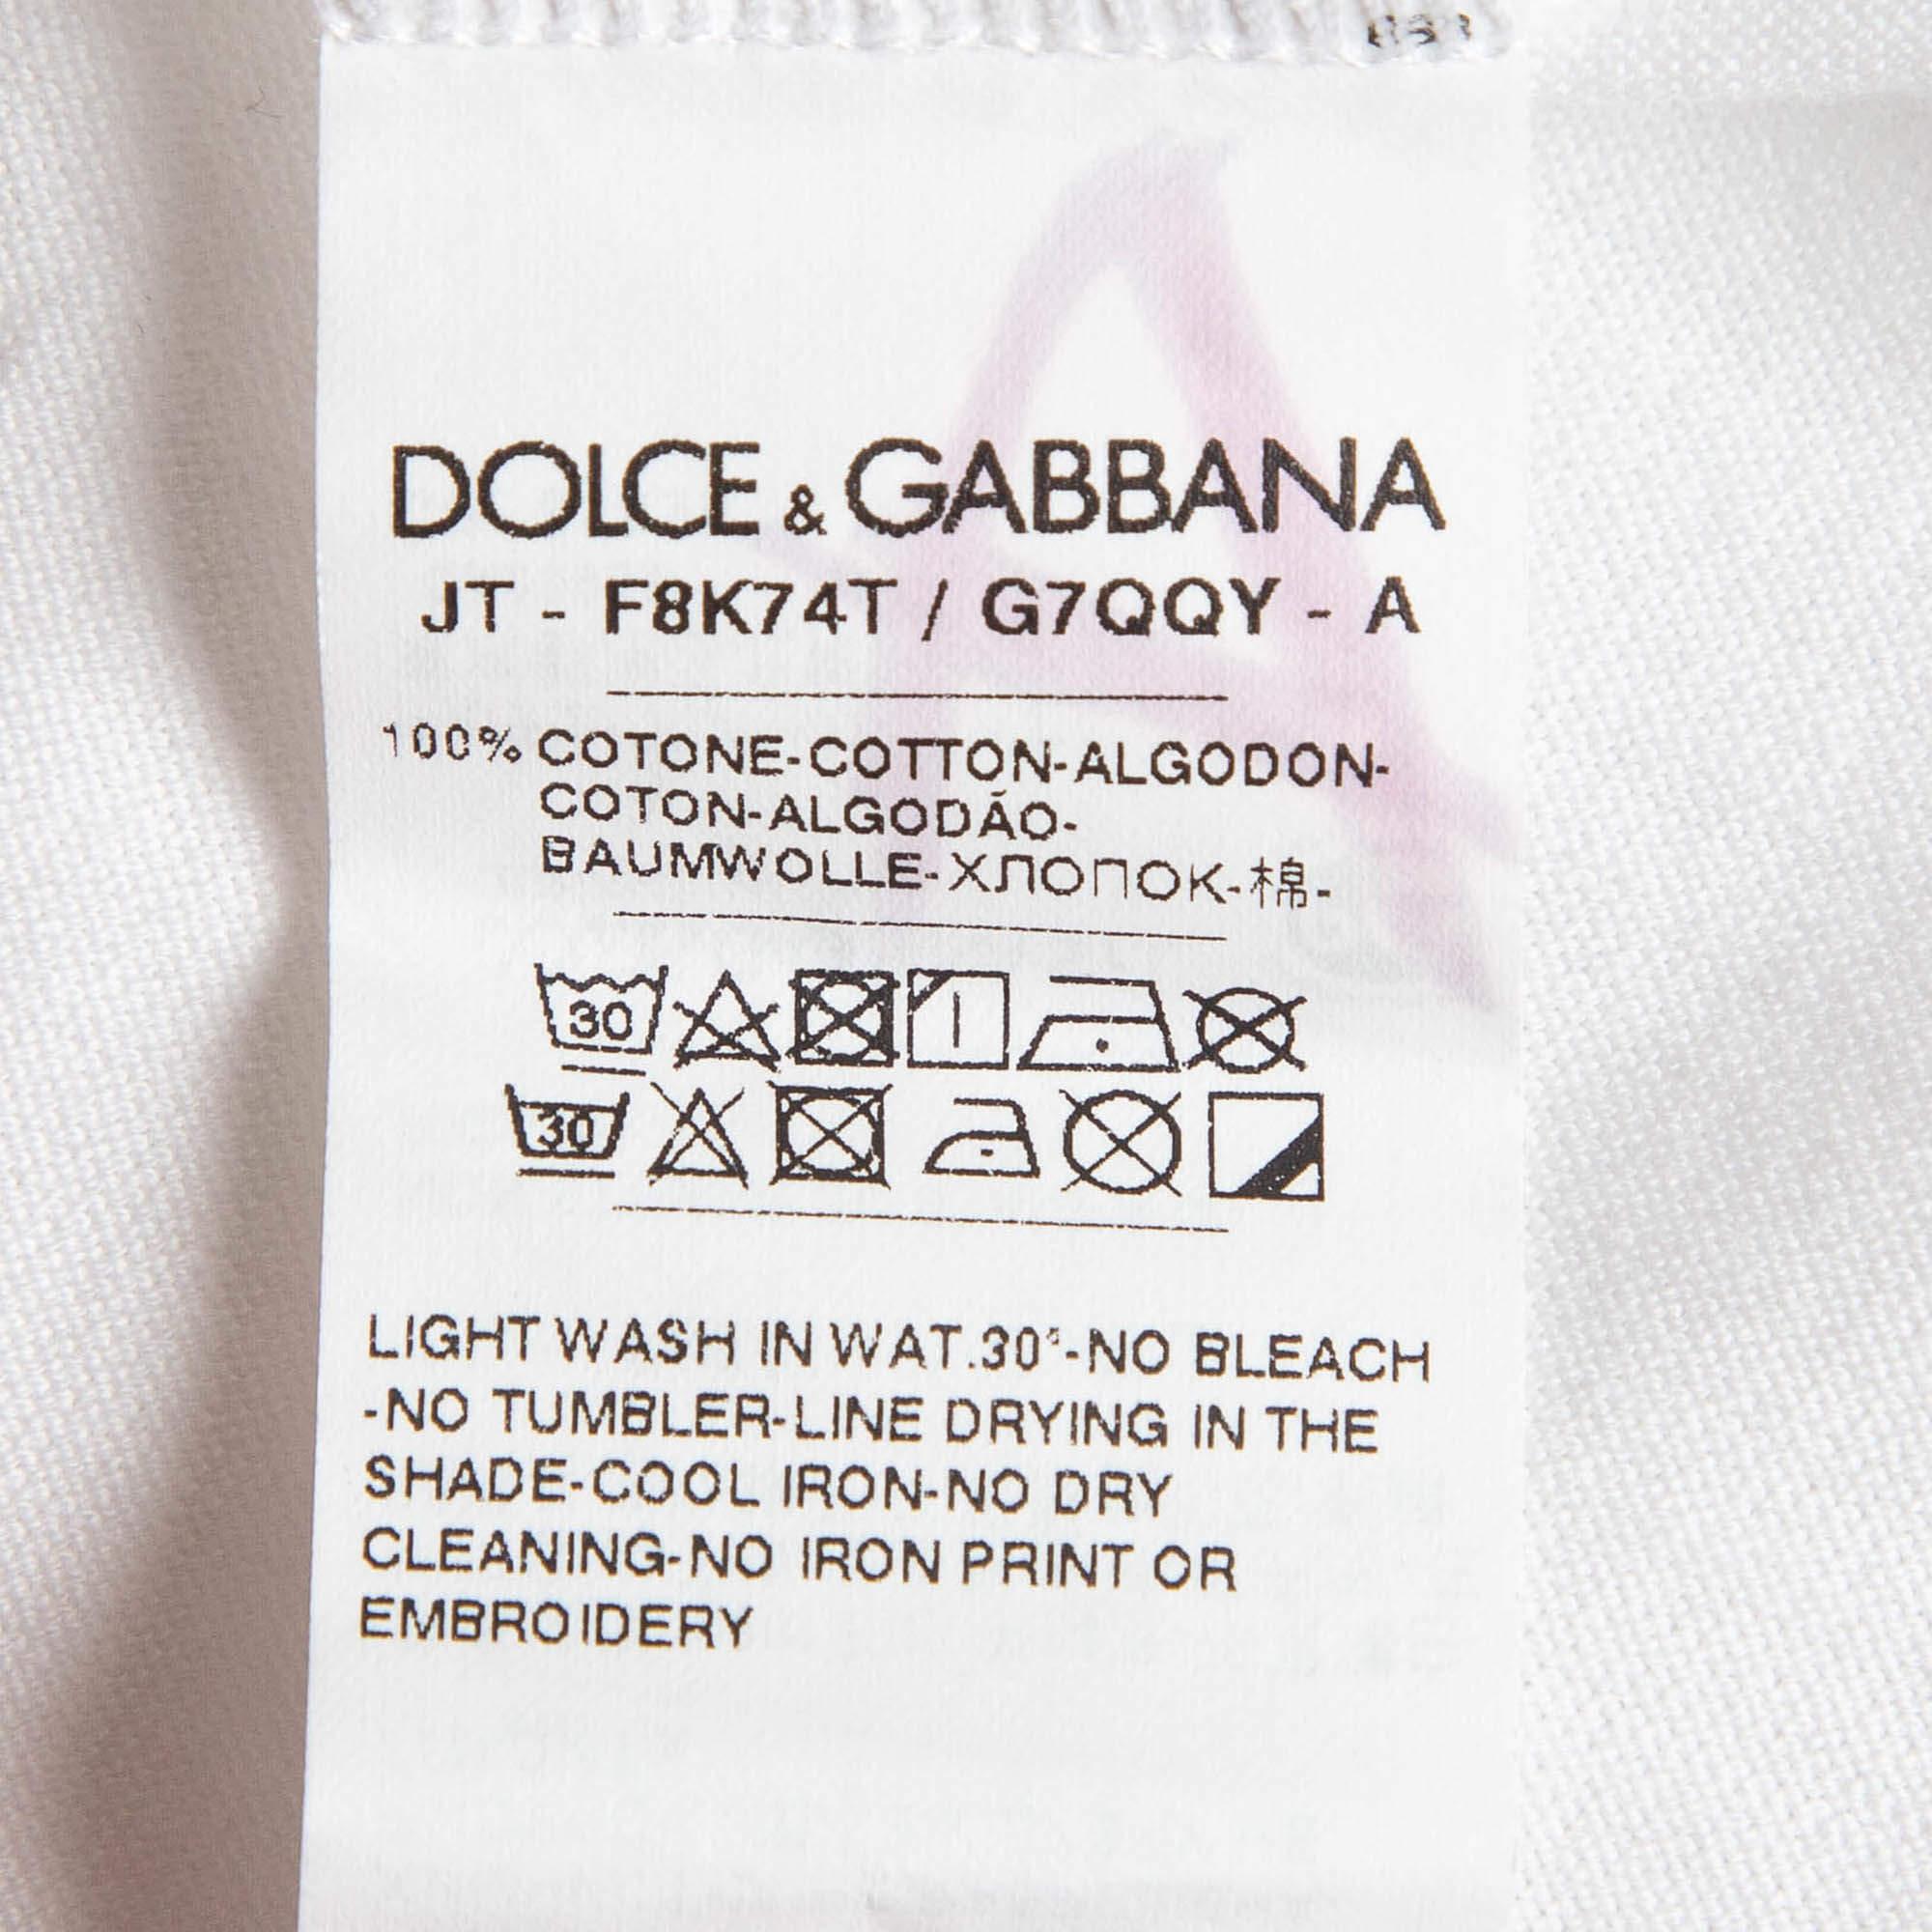 DOLCE & GABBANA
JT - F8K74T / G7QQY - A
100% COTONE-COTTON-ALGODON-
COTON-ALGODÃO-
BAUMWOLLE-ХЛОПОК-棉-
30
30
LIGHT WASH IN WAT.30°-NO BLEACH
-NO TUMBLER-LINE DRYING IN THE
SHADE-COOL IRON-NO DRY
CLEANING-NO IRON PRINT OR
EMBROIDERY